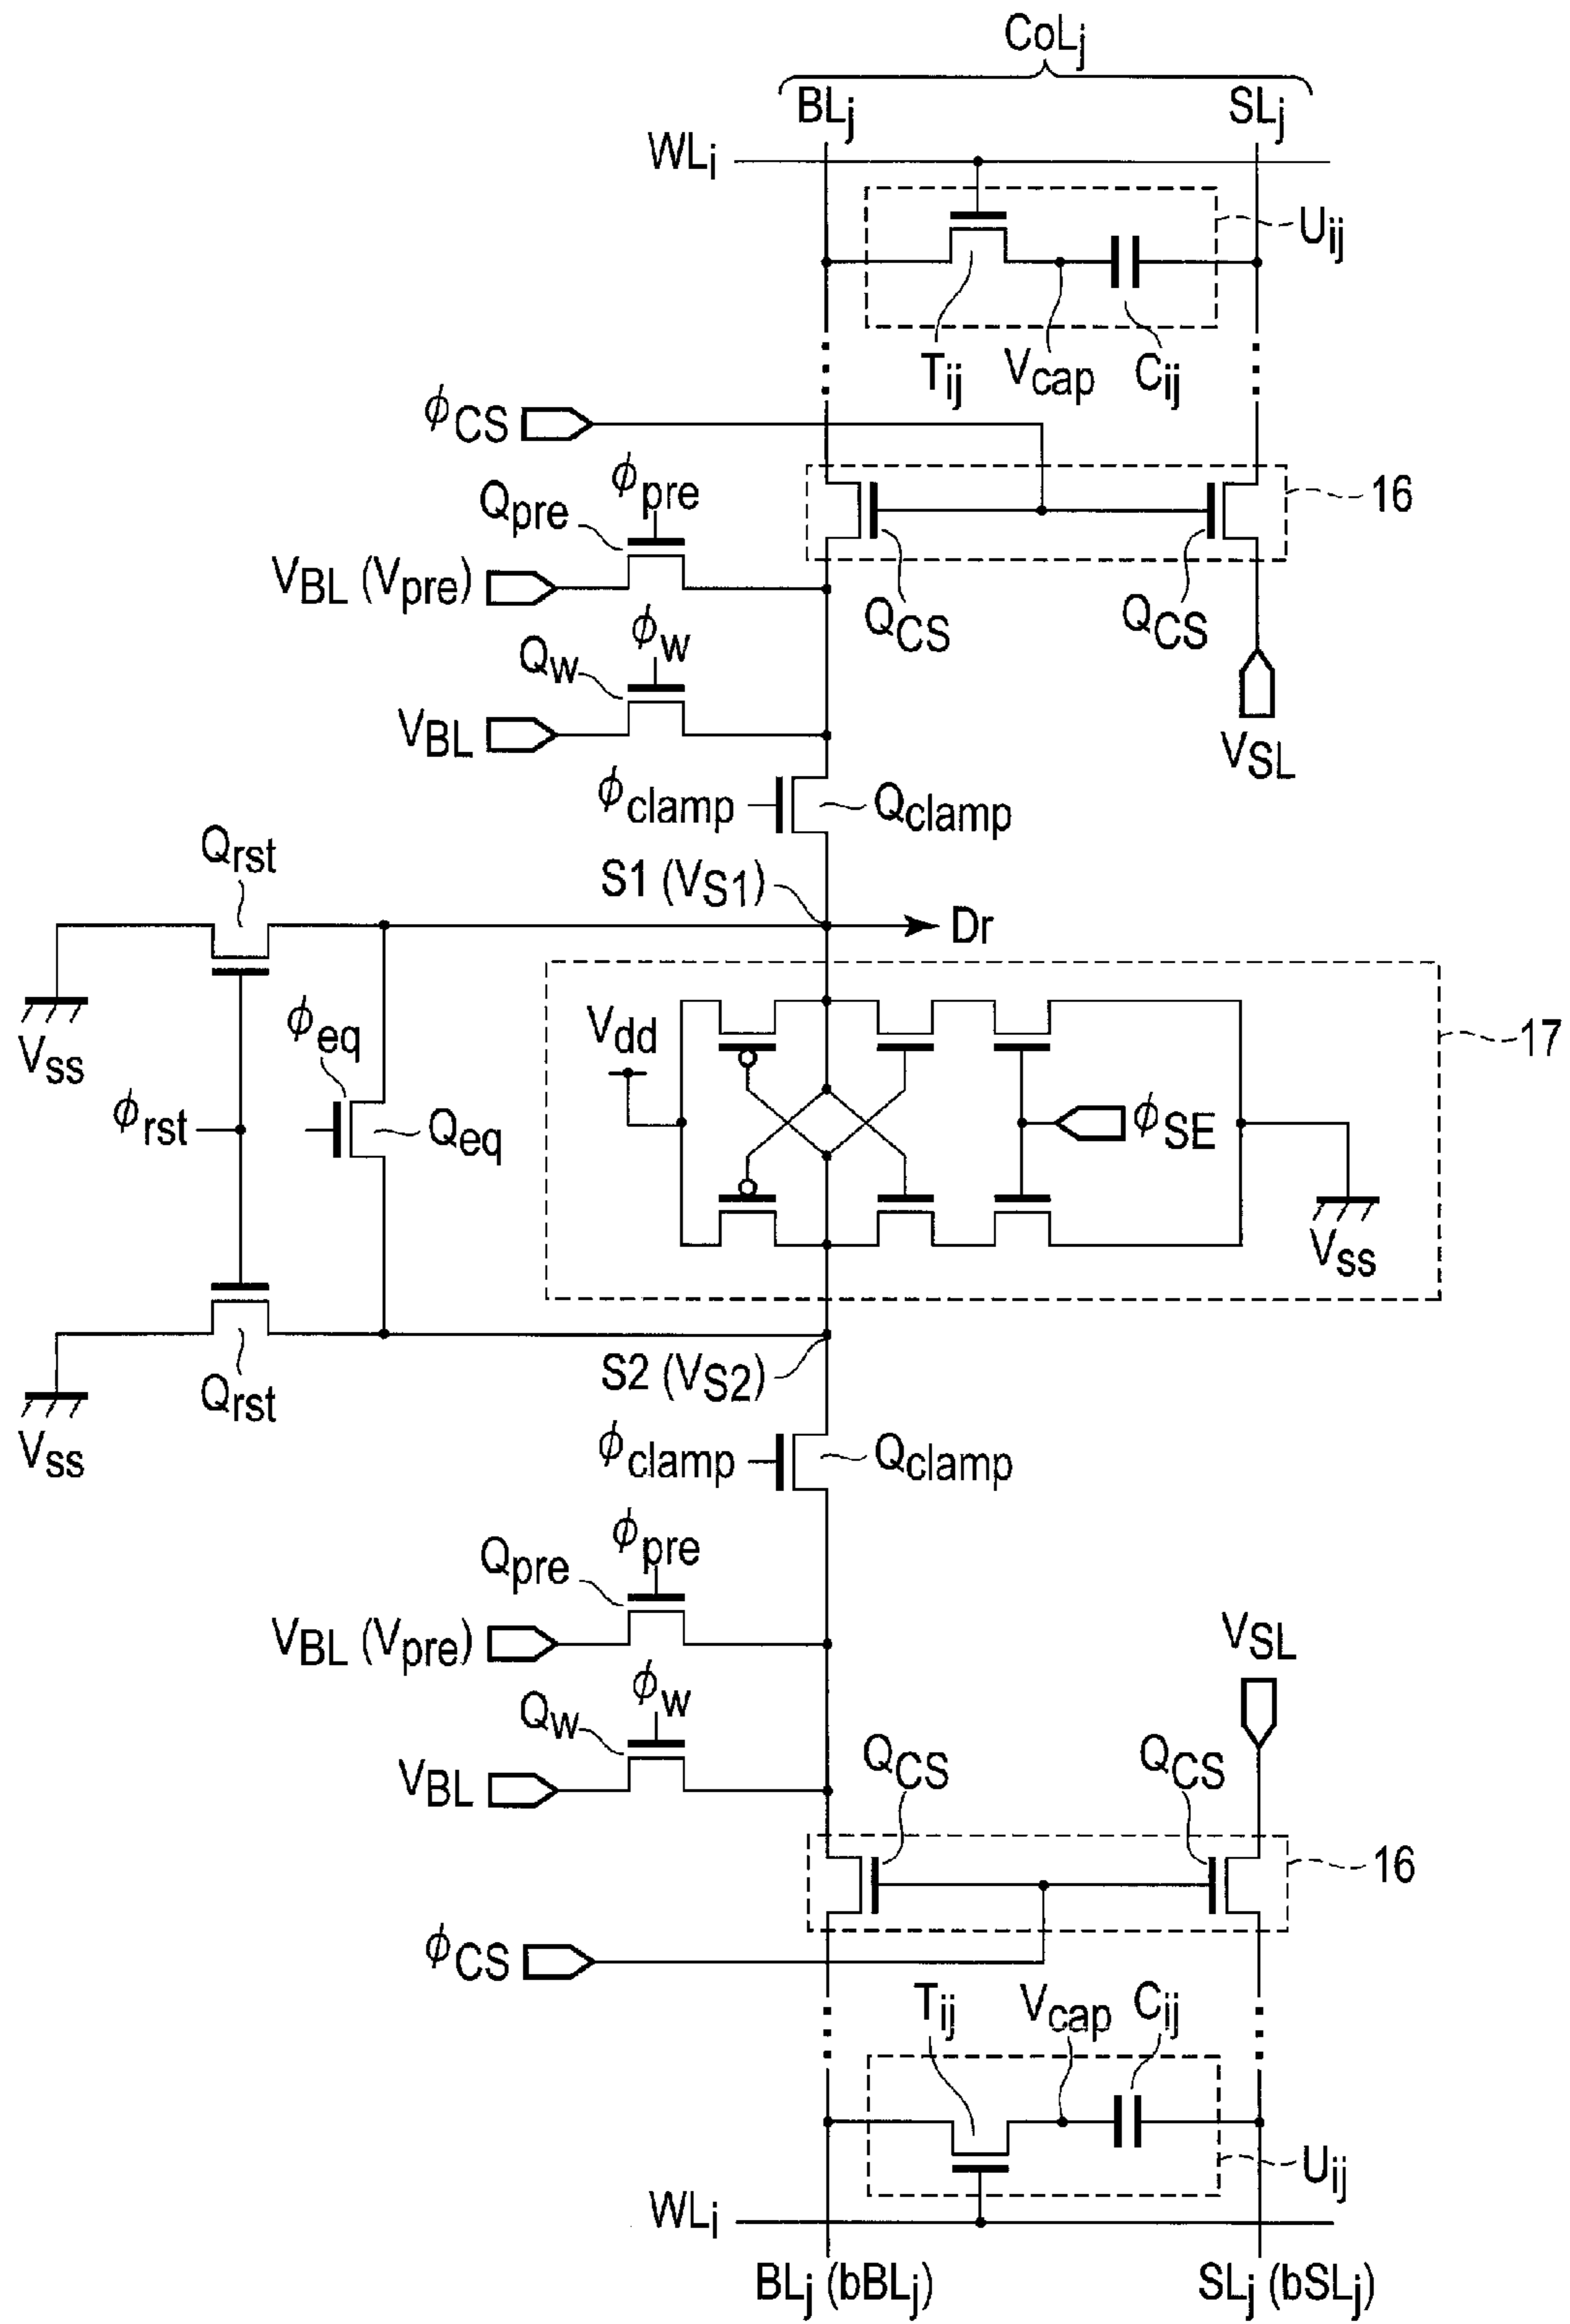 CoLj
BLj
SLj
WLi
Uij
Tij
Vcap
Cij
ϕCS
ϕpre
Qpre
16
VBL (Vpre)
QCS
QCS
ϕw
Qw
VBL
VSL
ϕclamp
Qclamp
Qrst
S1 (VS1)
Dr
Vdd
17
ϕeq
Vss
ϕrst
Qeq
ϕSE
Vss
S2 (VS2)
Qrst
Vss
ϕclamp
Qclamp
ϕpre
Qpre
VBL (Vpre)
VSL
ϕw
Qw
VBL
QCS
QCS
16
ϕCS
Tij
Vcap
Cij
Uij
WLi
BLj (bBLj)
SLj (bSLj)